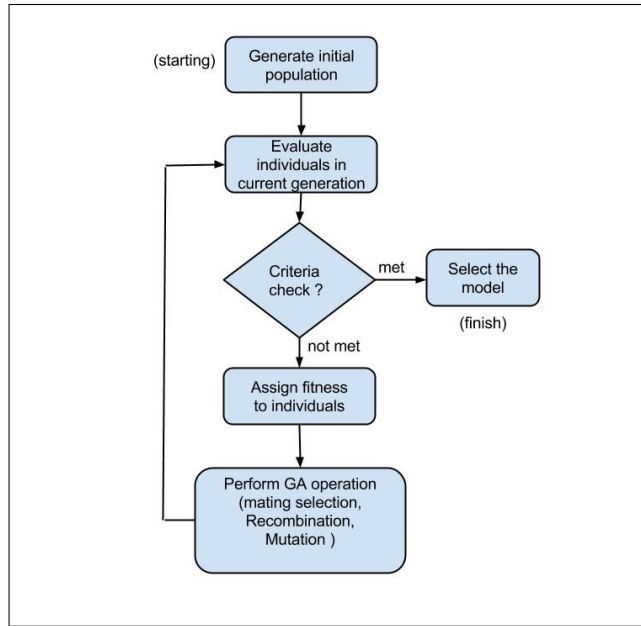 (starting)
Generate initial
population
Evaluate
individuals in
current generation
Criteria
check ?
met
Select the
model
(finish)
not met
Assign fitness
to individuals
Perform GA operation
(mating selection,
Recombination,
Mutation )